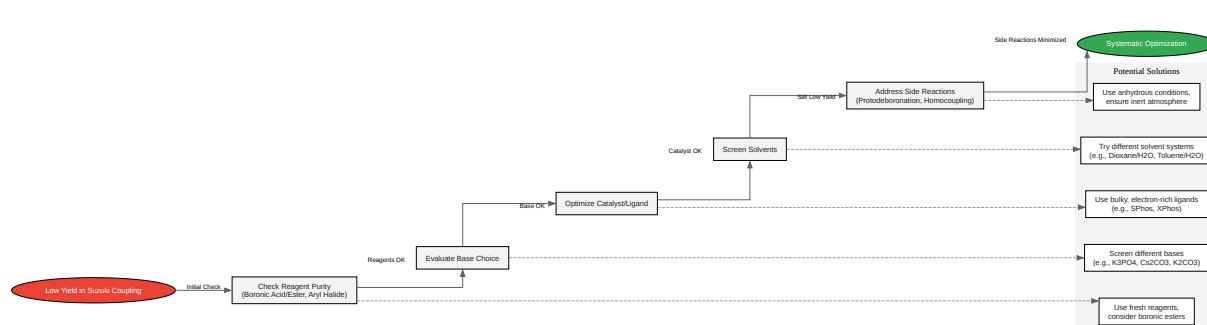 Side Reactions Minimized
Systematic Optimization
Potential Solutions
Still Low Yield
Address Side Reactions
(Protodeboronation, Homocoupling)
Use anhydrous conditions,
ensure inert atmosphere
Catalyst OK
Screen Solvents
Try different solvent systems
(e.g., Dioxane/H2O, Toluene/H2O)
Base OK
Optimize Catalyst/Ligand
Use bulky, electron-rich ligands
(e.g., SPhos, XPhos)
Reagents OK
Evaluate Base Choice
Screen different bases
(e.g., K3PO4, Cs2CO3, K2CO3)
Low Yield in Suzuki Coupling
Initial Check
Check Reagent Purity
(Boronic Acid/Ester, Aryl Halide)
Use fresh reagents,
consider boronic esters